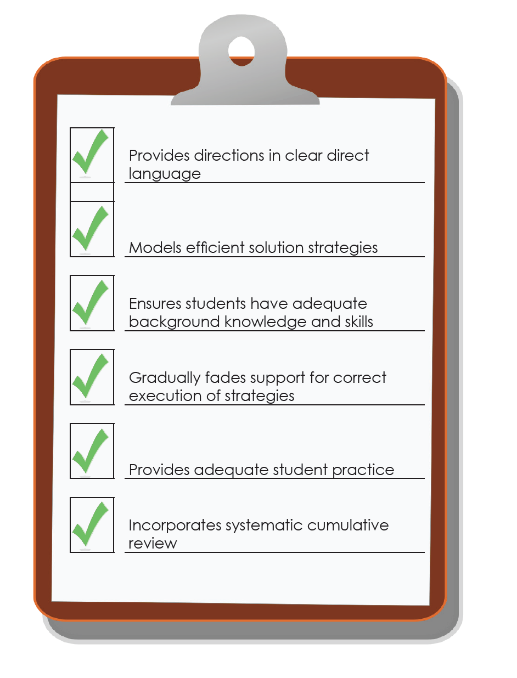 Provides directions in clear direct
language
Models efficient solution strategies
Ensures students have adequate
background knowledge and skills
Gradually fades support for correct
execution of strategies
Provides adequate student practice
Incorporates systematic cumulative
review